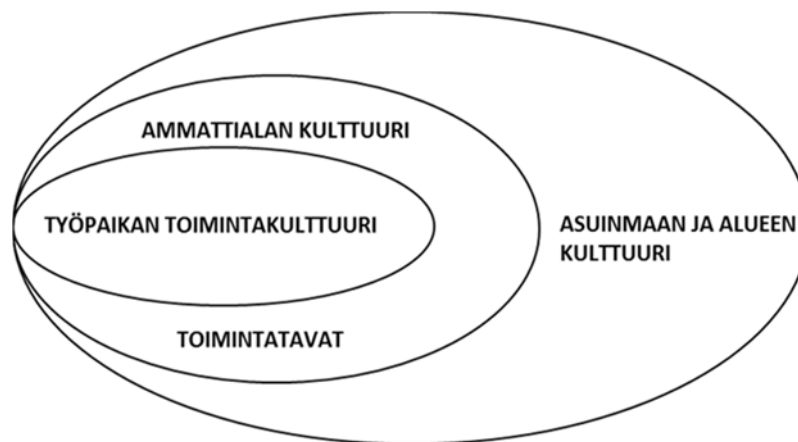 AMMATTIALAN KULTTUURI
TYÖPAIKAN TOIMINTAKULTTUURI
ASUINMAAN JA ALUEEN
KULTTUURI
TOIMINTATAVAT